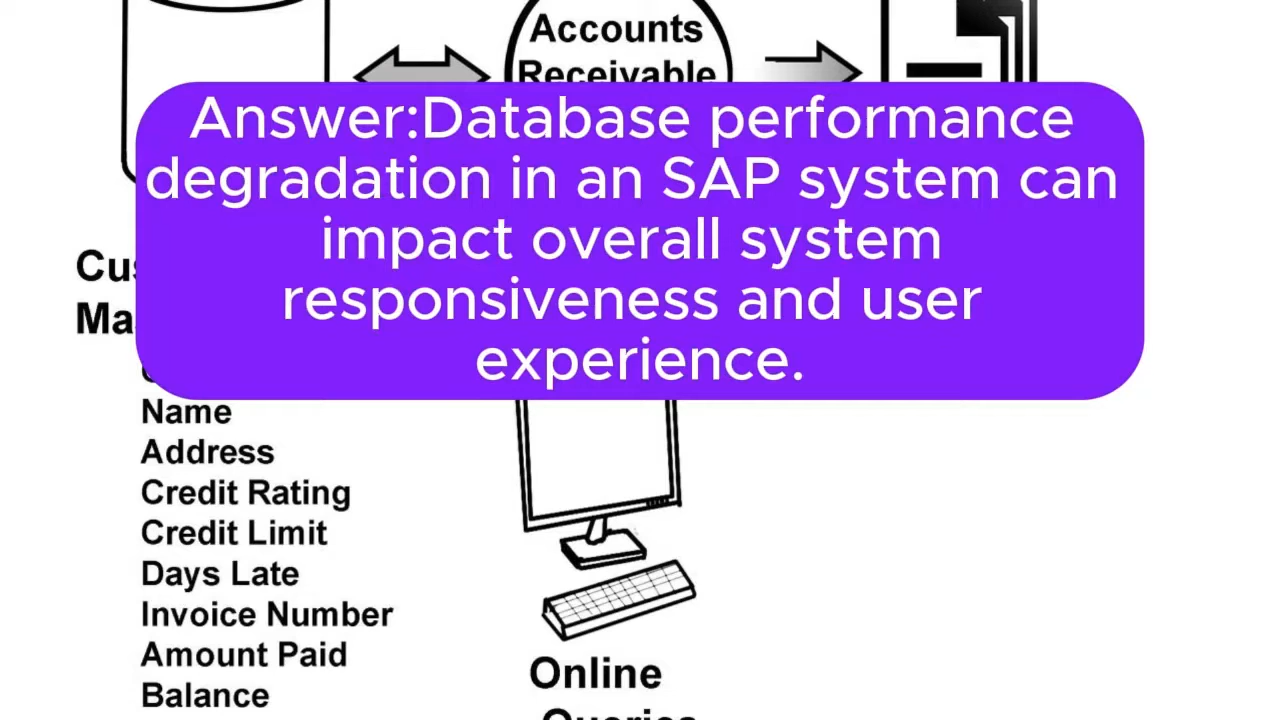 Accounts
Receivable
Answer:Database performance
degradation in an SAP system can
impact overall system
responsiveness and user
experience.
Name
Address
Credit Rating
Credit Limit
Days Late
Invoice Number
Amount Paid
Balance
Online
Queries